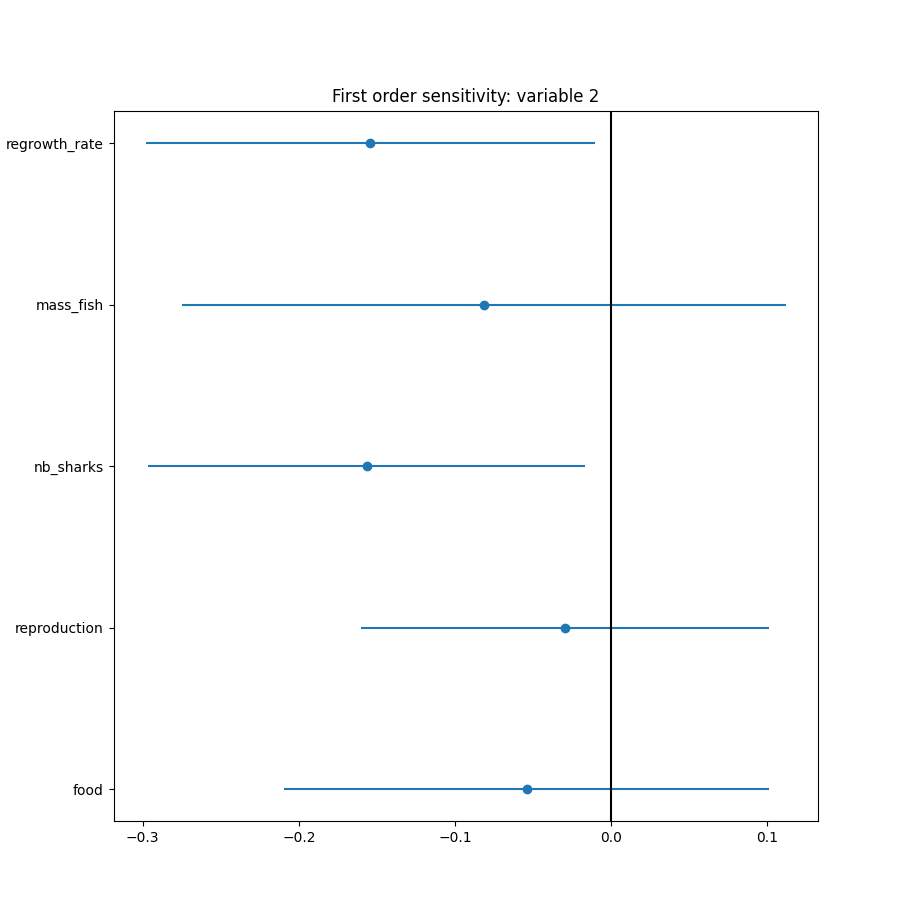 First order sensitivity: variable 2
regrowth_rate
mass_fish
nb_sharks
reproduction
food
−0.3 −0.2 −0.1 0.0 0.1